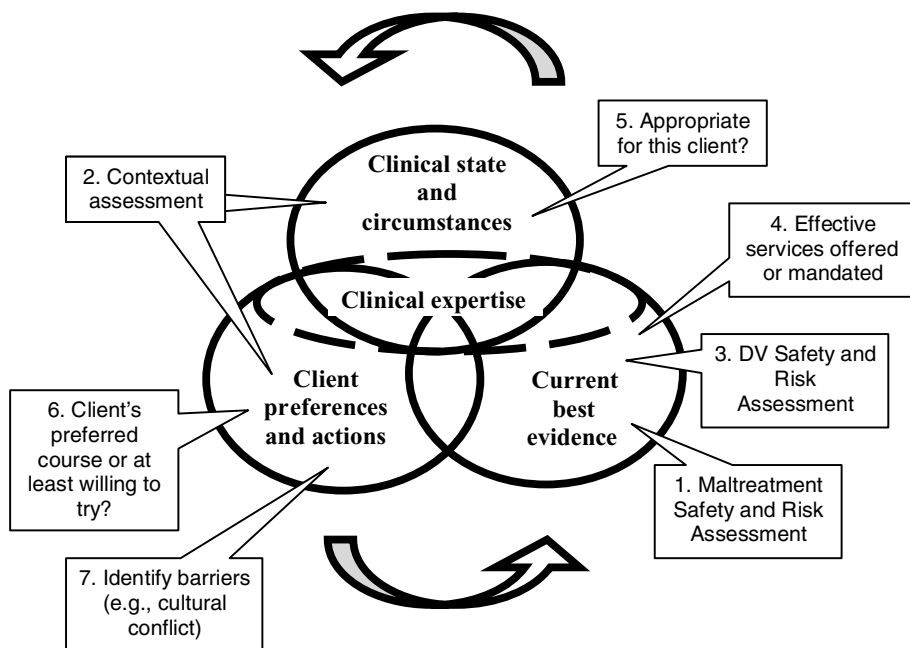 5. Appropriate
for this client?
Clinical state
and
circumstances
2. Contextual
assessment
4. Effective
services offered
or mandated
Clinical expertise
3. DV Safety and
Risk
Assessment
Client
preferences
and actions
Current
best
evidence
6. Client’s
preferred
course or at
least willing to
try?
1. Maltreatment
Safety and Risk
Assessment
7. Identify barriers
(e.g., cultural
conflict)